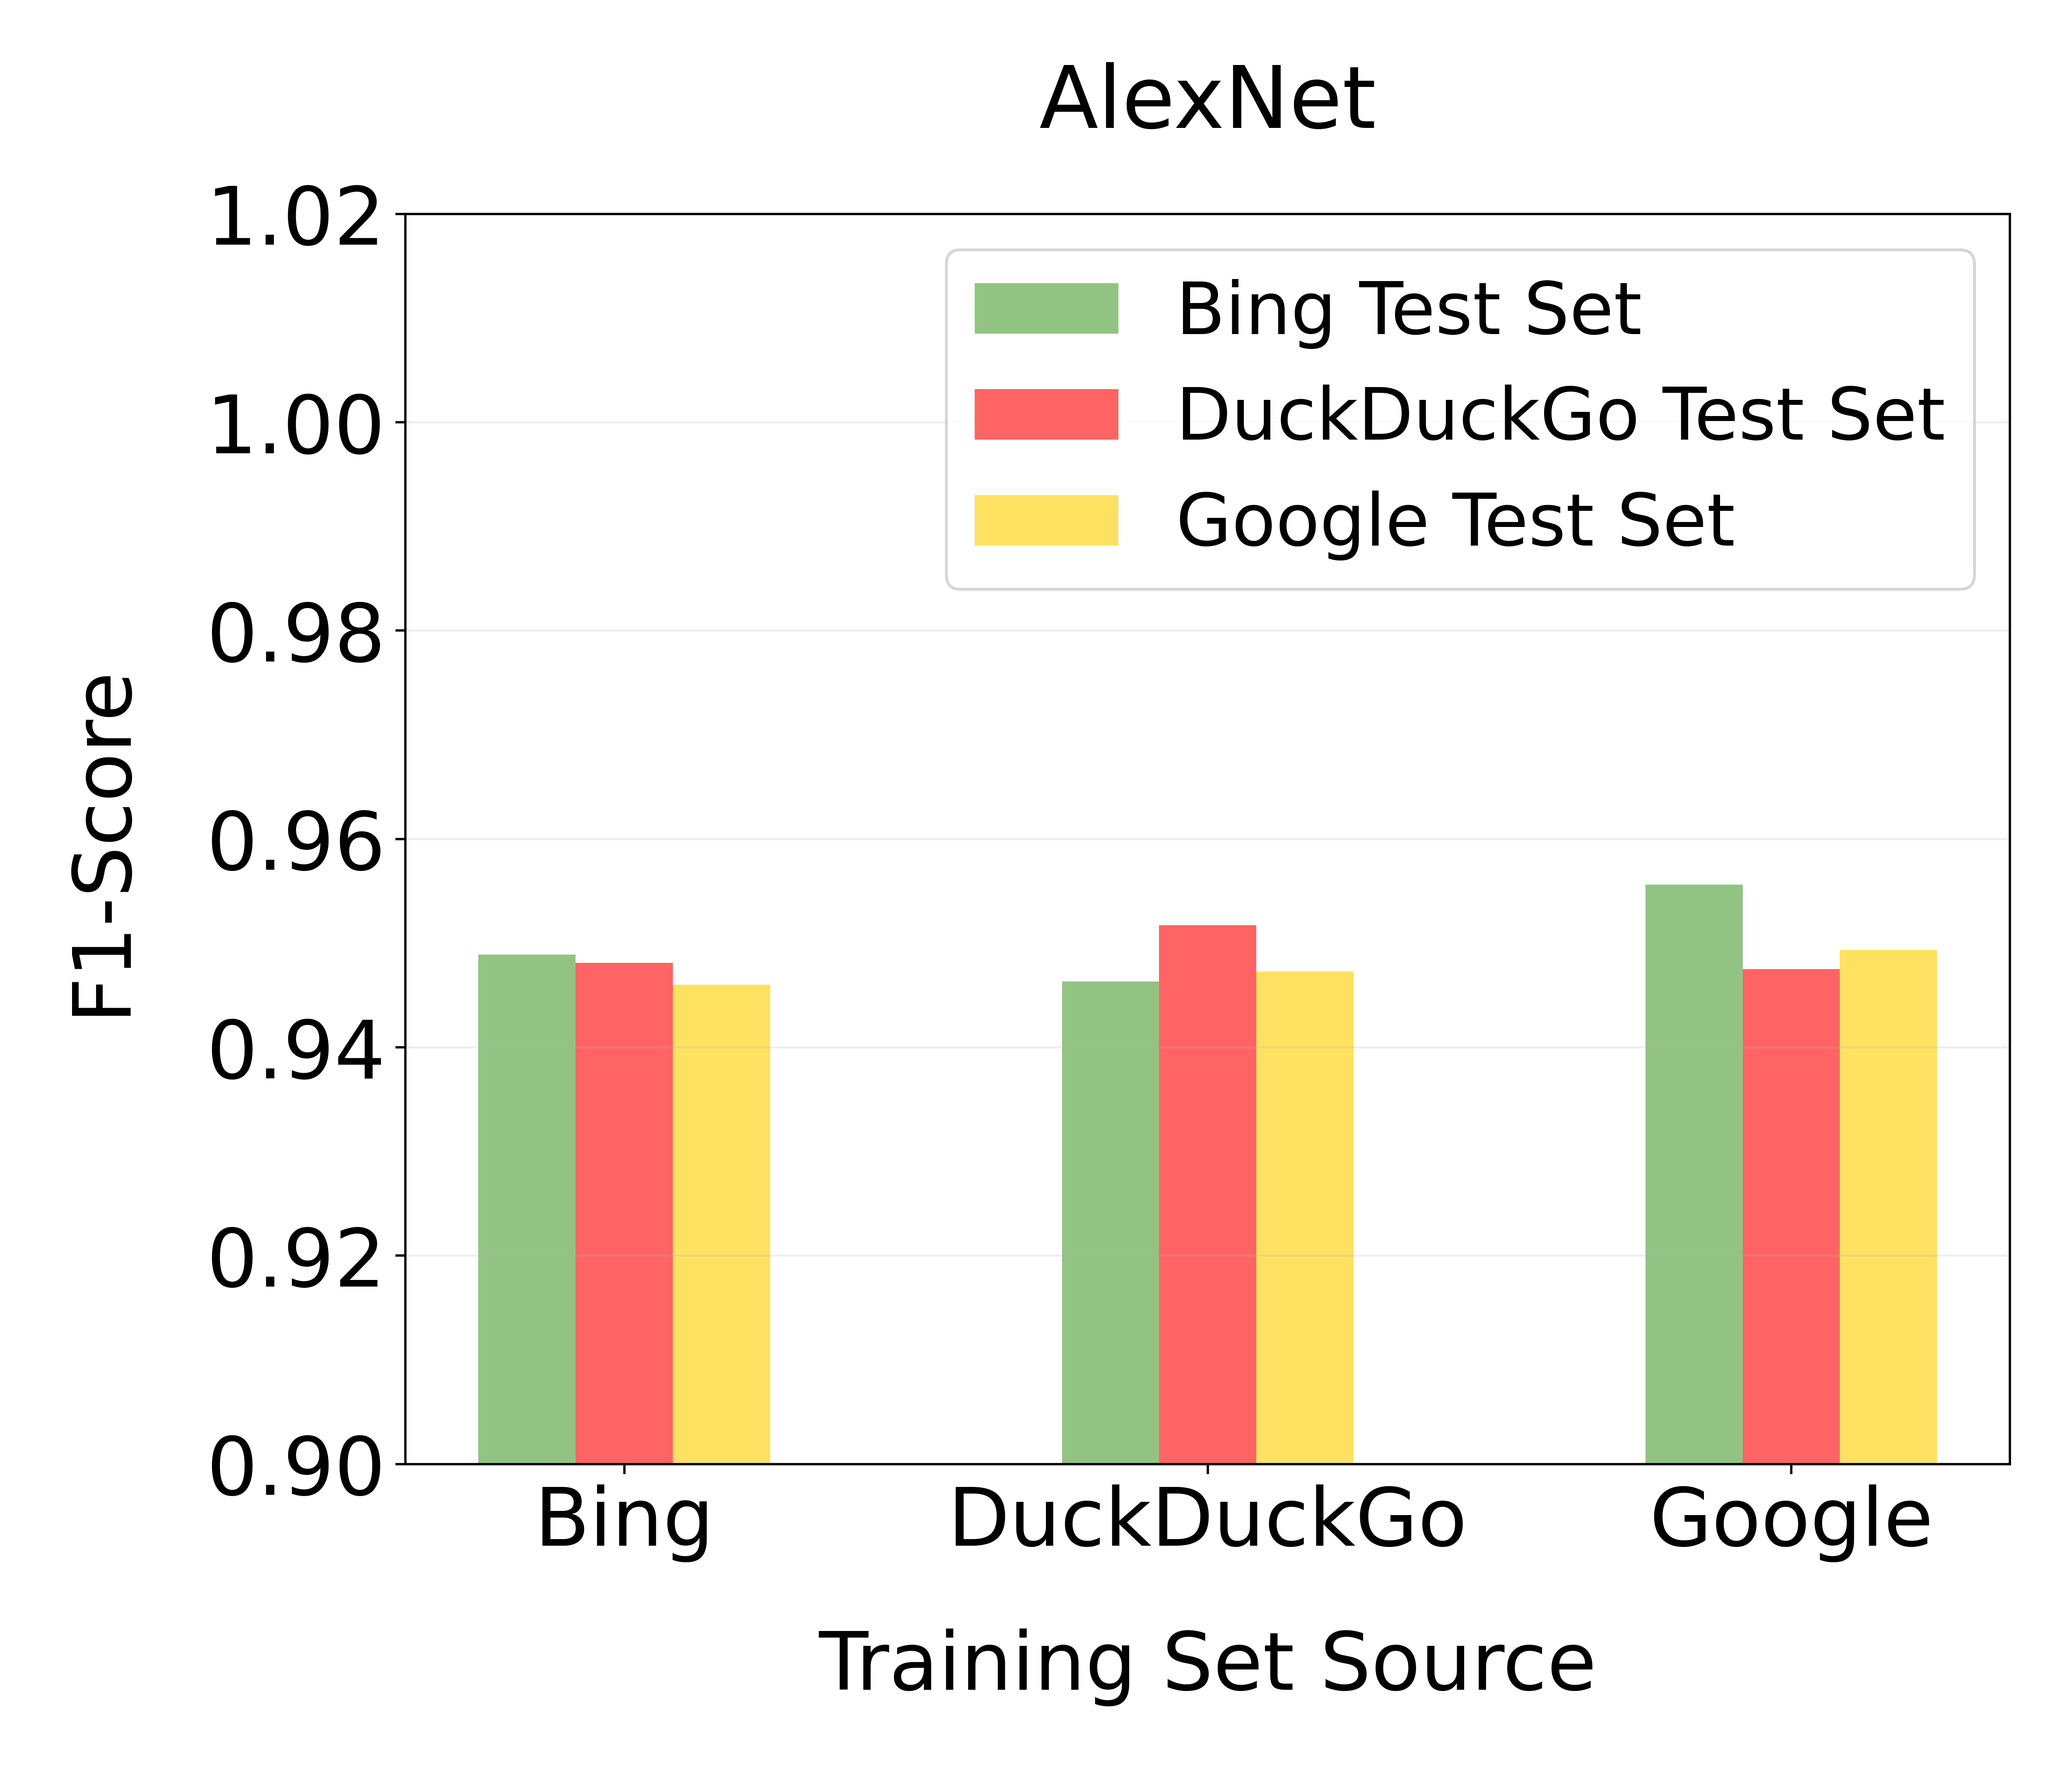 AlexNet
1.02
1.00
0.98
0.96
0.94
0.92
0.90
F1-Score
Bing Test Set
DuckDuckGo Test Set
Google Test Set
Bing
DuckDuckGo
Google
Training Set Source